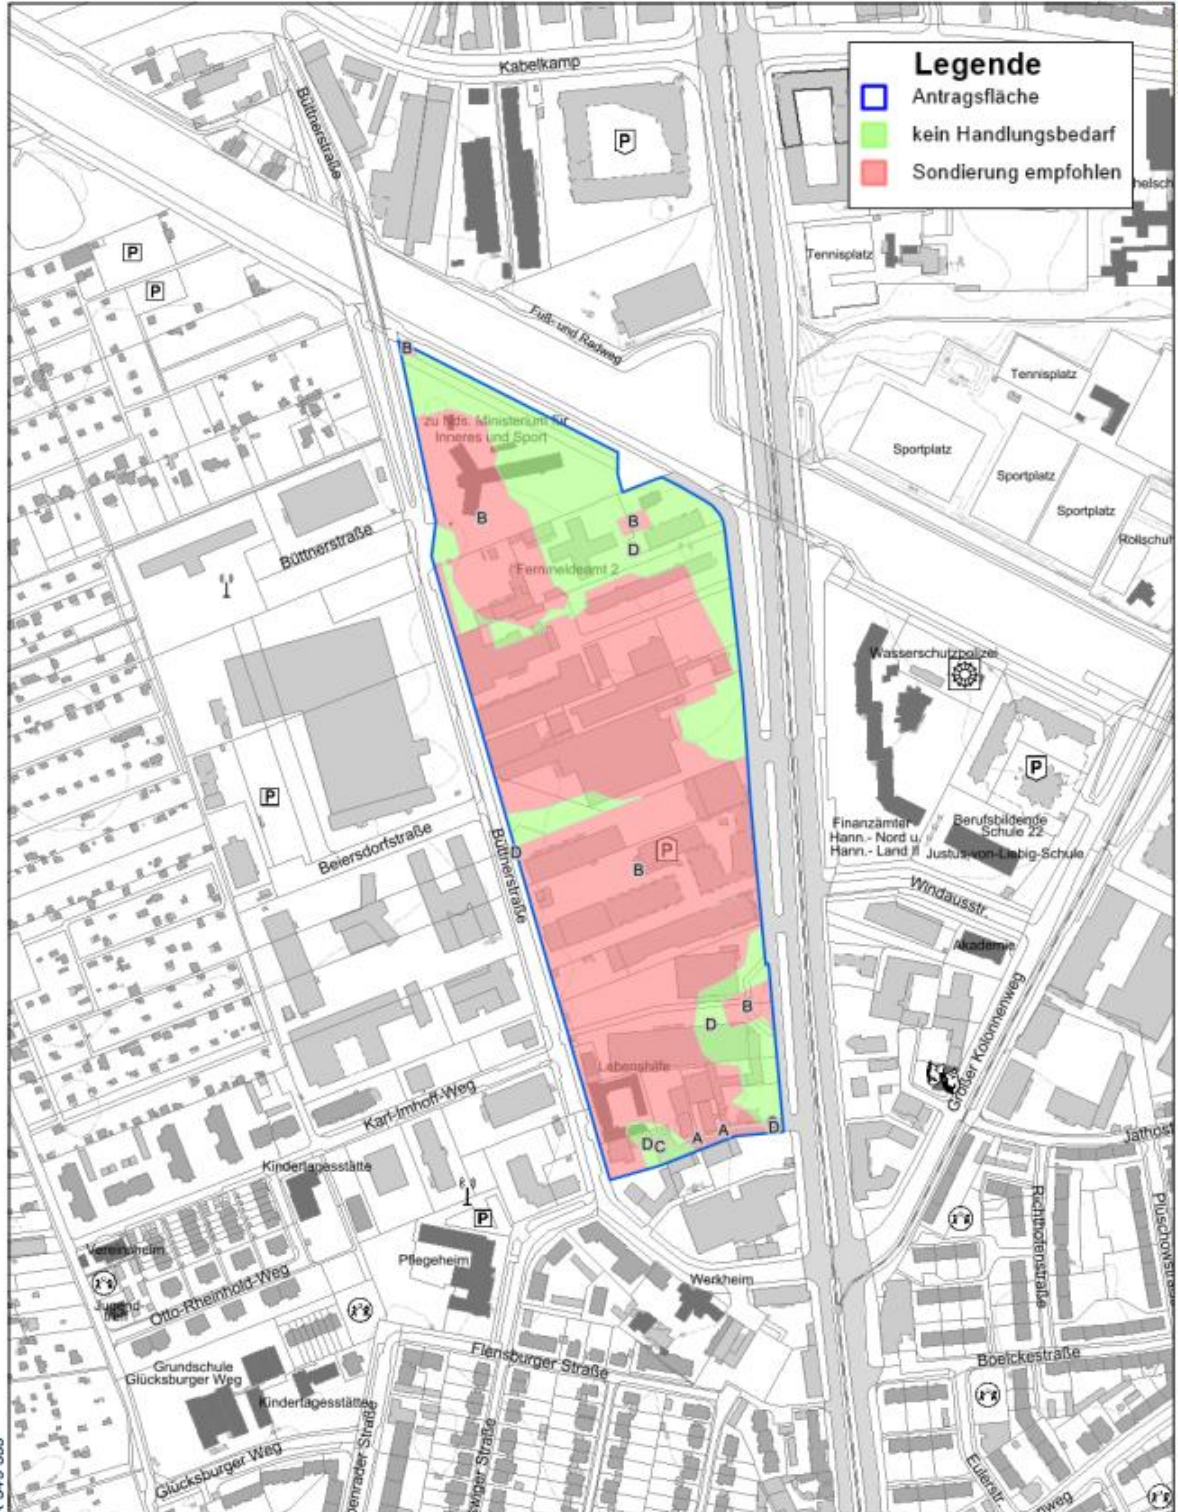 Legende
Antragsfläche
kein Handlungsbedarf
Sondierung empfohlen
Kabelkamp
Büttnerstraße
P
Tennisplatz
P
P
Fuß- und Radweg
B
Tennisplatz
zu Nds. Ministerium für
Inneres und Sport
Sportplatz
Sportplatz
Sportplatz
B
B
Büttnerstraße
D
Fernmeldeamt 2
Wasserschutzpolizei
P
P
Finanzämter
Hann.- Nord u.
Hann.- Land II
Berufsbildende
Schule 22
Justus-von-Liebig-Schule
Beiersdorfstraße
Büttnerstraße
D
P
B
Windausstr.
Akademie
B
D
Großer Kolonnenweg
Lebenshilfe
Karl-Imhoff-Weg
D
C
A
A
D
Kindertagesstätte
P
Vereinsheim
Pflegeheim
Otto-Rheinhold-Weg
Werkheim
Richthofenstraße
Flensburger Straße
Boelckestraße
Grundschule
Glücksburger Weg
Kindertagesstätte
Glücksburger Weg
Eulerstr.